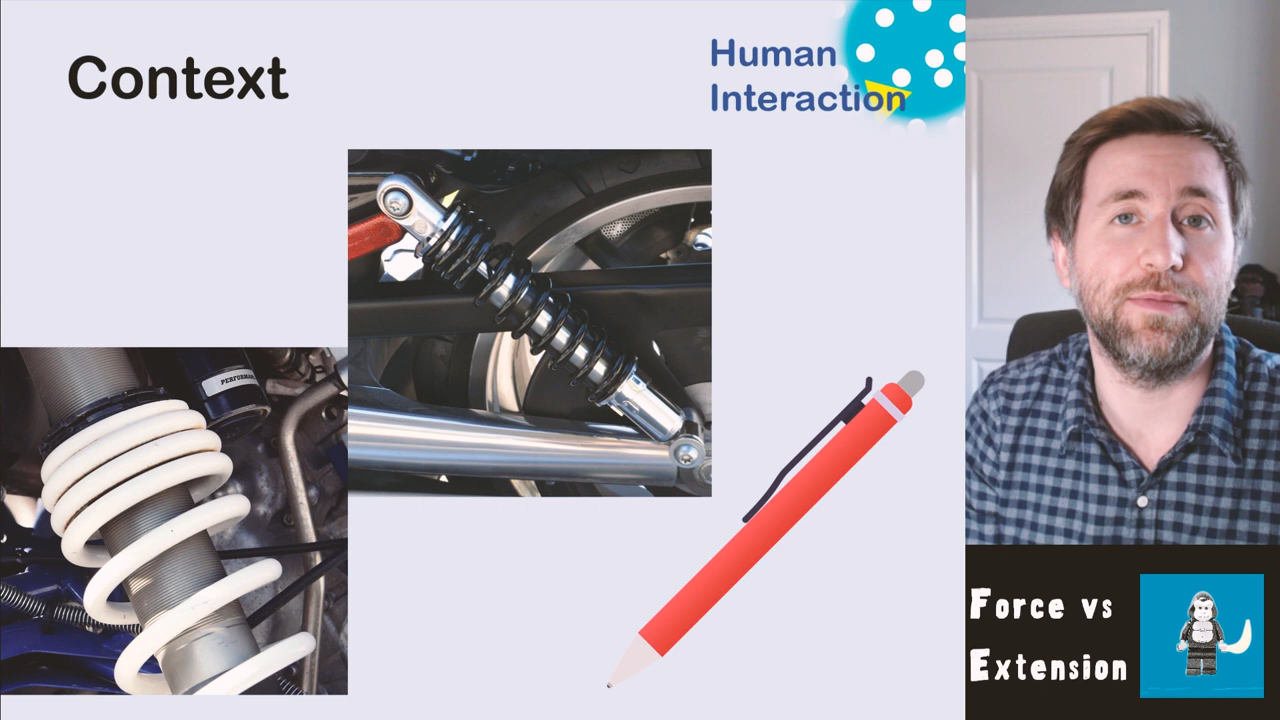 Context
Human
Interaction
PERFORMA
Force vs
Extension